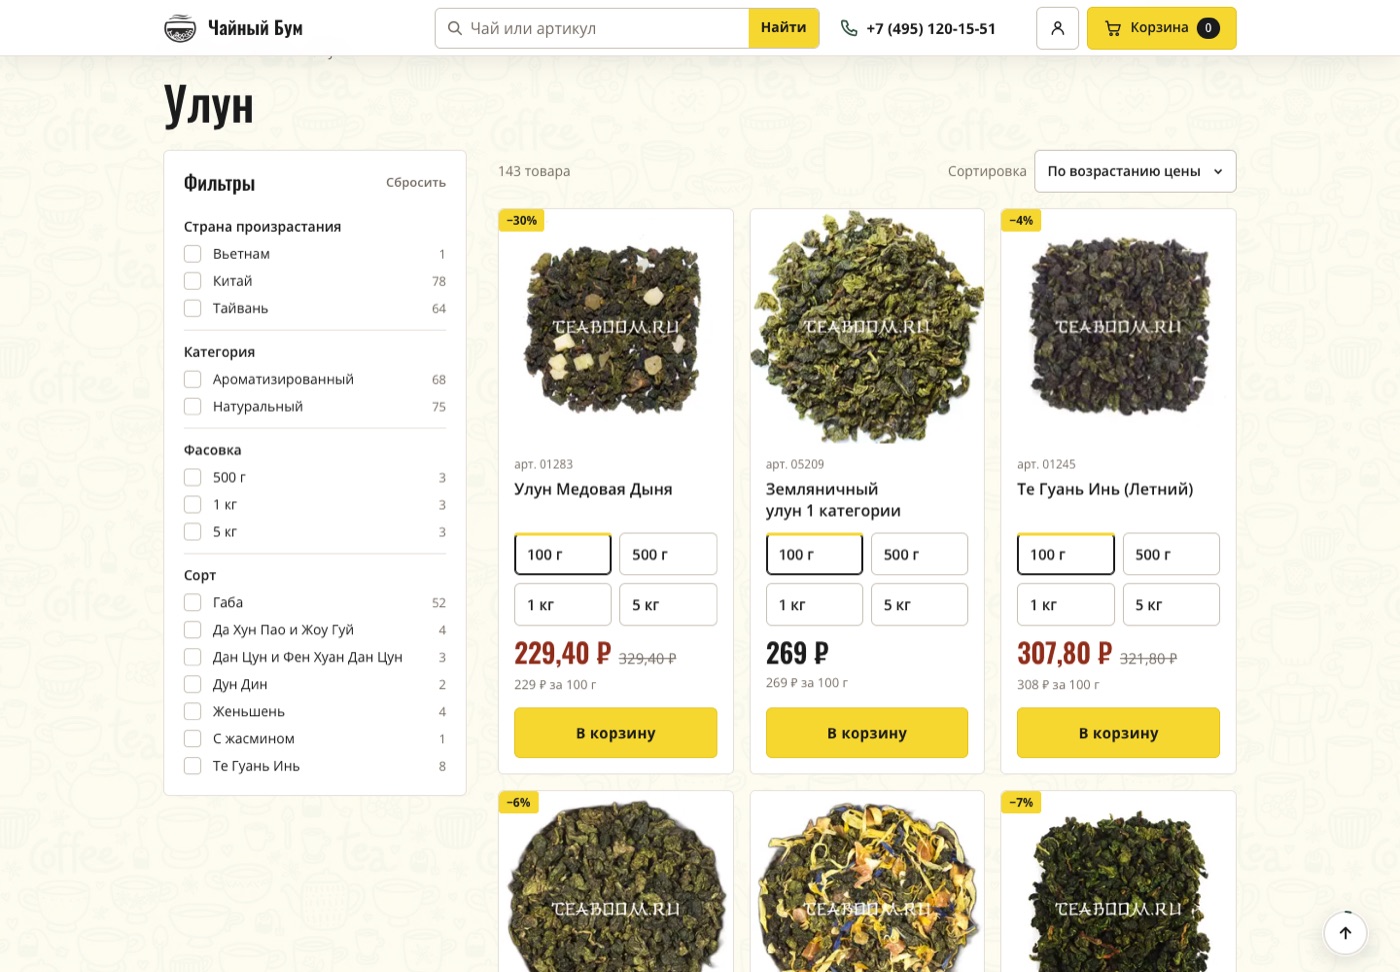 Чайный Бум
Чай или артикул
Найти
+7 (495) 120-15-51
Корзина 0
Улун
Фильтры
Сбросить
Страна произрастания
Вьетнам 1
Китай 78
Тайвань 64
Категория
Ароматизированный 68
Натуральный 75
Фасовка
500 г 3
1 кг 3
5 кг 3
Сорт
Габа 52
Да Хун Пао и Жоу Гуй 4
Дан Цун и Фен Хуан Дан Цун 3
Дун Дин 2
Женьшень 4
С жасмином 1
Те Гуань Инь 8
143 товара
Сортировка
По возрастанию цены
−30%
TEABOOM.RU
арт. 01283
Улун Медовая Дыня
100 г 500 г
1 кг 5 кг
229,40 ₽ 329,40 ₽
229 ₽ за 100 г
В корзину
TEABOOM.RU
арт. 05209
Земляничный
улун 1 категории
100 г 500 г
1 кг 5 кг
269 ₽
269 ₽ за 100 г
В корзину
−4%
TEABOOM.RU
арт. 01245
Те Гуань Инь (Летний)
100 г 500 г
1 кг 5 кг
307,80 ₽ 321,80 ₽
308 ₽ за 100 г
В корзину
−6%
TEABOOM.RU
TEABOOM.RU
−7%
TEABOOM.RU